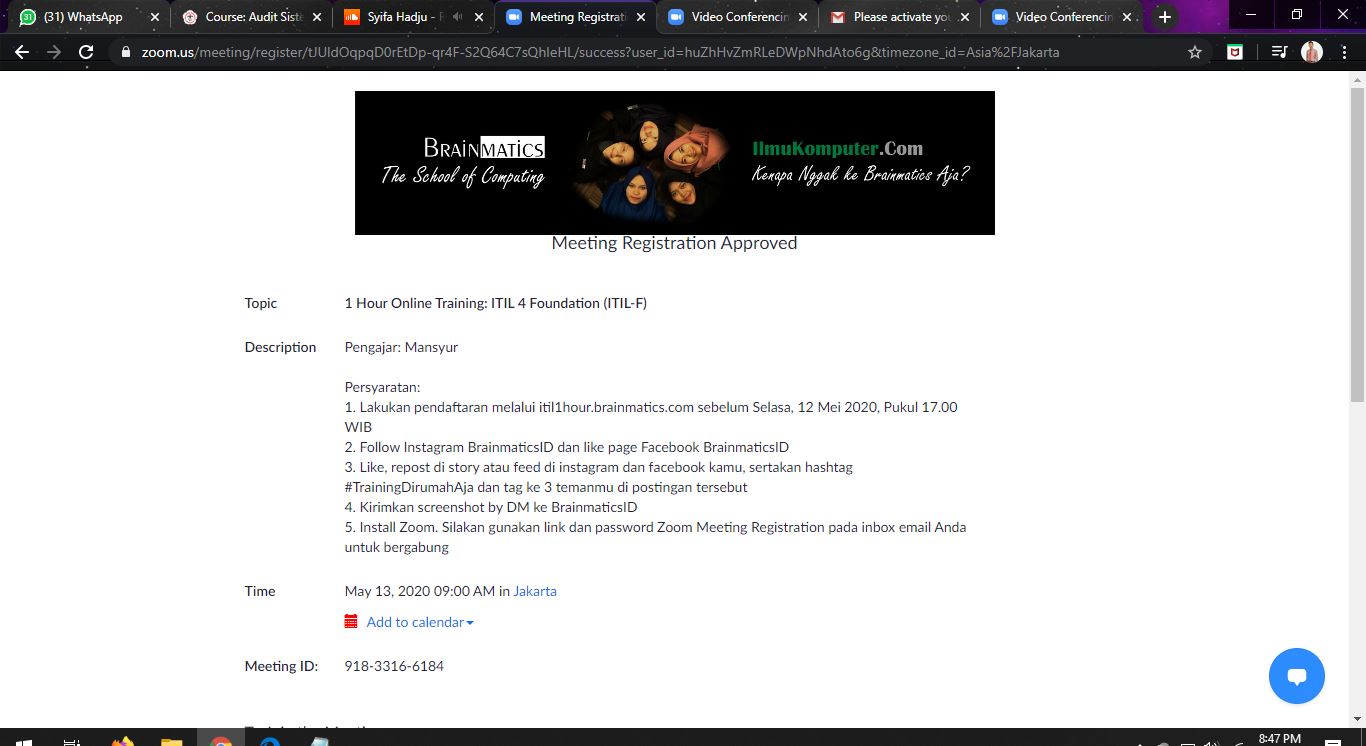 (31) WhatsApp
Course: Audit Siste
Syifa Hadju - F
Meeting Registrati
Video Conferencin
Please activate you
Video Conferencin
zoom.us/meeting/register/tJUldOqpqD0rEtDp-qr4F-S2Q64C7sQhIeHL/success?user_id=huZhHvZmRLeDWpNhdAto6g&timezone_id=Asia%2FJakarta
BRAINMATICS
The School of Computing
IlmuKomputer.Com
Kenapa Nggak ke Brainmatics Aja?
Meeting Registration Approved
Topic 1 Hour Online Training: ITIL 4 Foundation (ITIL-F)
Description Pengajar: Mansyur
Persyaratan:
1. Lakukan pendaftaran melalui itil1hour.brainmatics.com sebelum Selasa, 12 Mei 2020, Pukul 17.00
WIB
2. Follow Instagram BrainmaticsID dan like page Facebook BrainmaticsID
3. Like, repost di story atau feed di instagram dan facebook kamu, sertakan hashtag
#TrainingDirumahAja dan tag ke 3 temanmu di postingan tersebut
4. Kirimkan screenshot by DM ke BrainmaticsID
5. Install Zoom. Silakan gunakan link dan password Zoom Meeting Registration pada inbox email Anda
untuk bergabung
Time May 13, 2020 09:00 AM in Jakarta
Add to calendar
Meeting ID: 918-3316-6184
8:47 PM